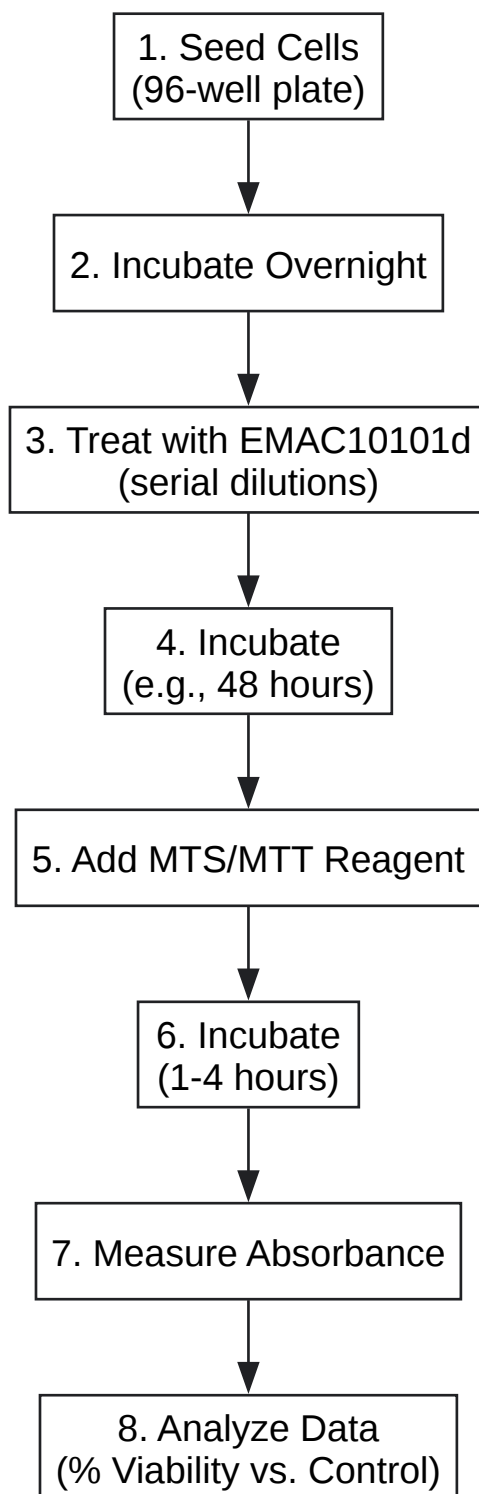 1. Seed Cells
(96-well plate)
2. Incubate Overnight
3. Treat with EMAC10101d
(serial dilutions)
4. Incubate
(e.g., 48 hours)
5. Add MTS/MTT Reagent
6. Incubate
(1-4 hours)
7. Measure Absorbance
8. Analyze Data
(% Viability vs. Control)